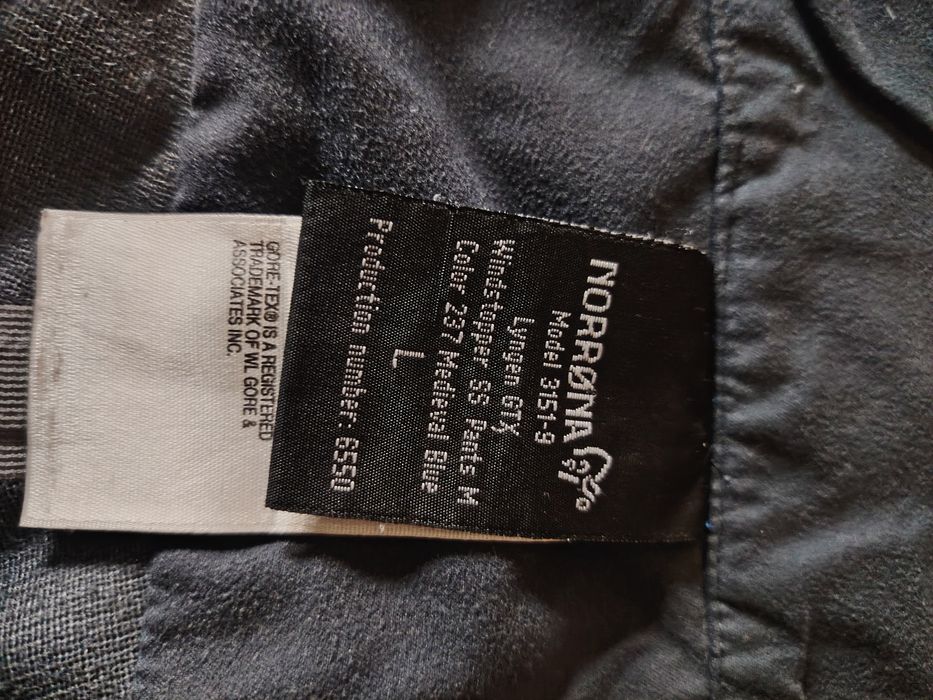 NORRØNA
Model 3151-9
Lyngen GTX
Windstopper SS Pants M
Color 237 Medieval Blue
L
Production number: 6550
GORE-TEX® IS A REGISTERED
TRADEMARK OF WL GORE &
ASSOCIATES INC.